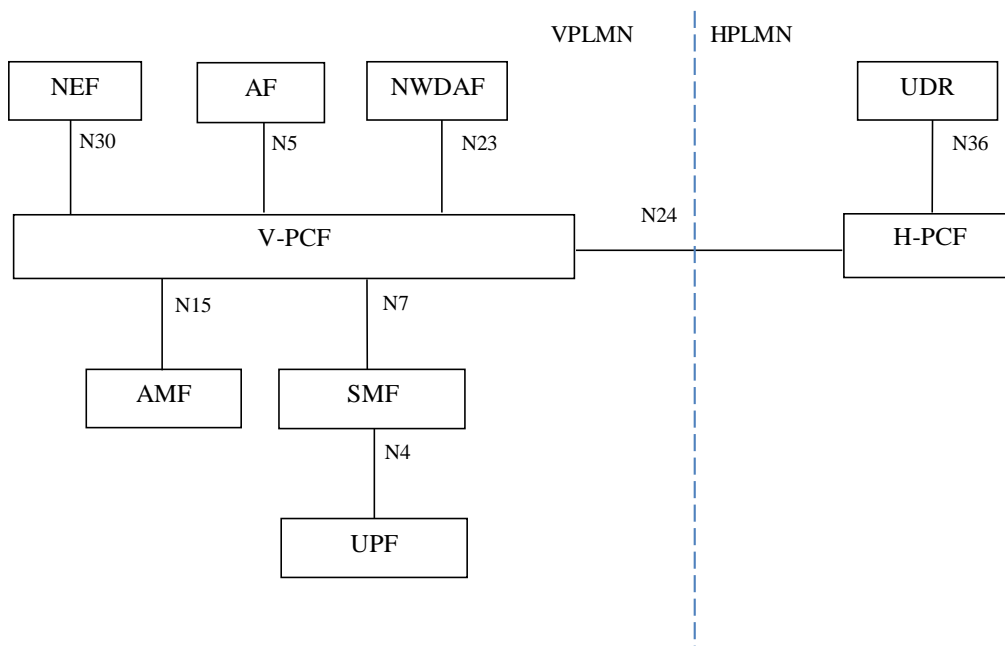 VPLMN
HPLMN
NEF
AF
NWDAF
UDR
N30
N5
N23
N36
N24
V-PCF
H-PCF
N15
N7
AMF
SMF
N4
UPF